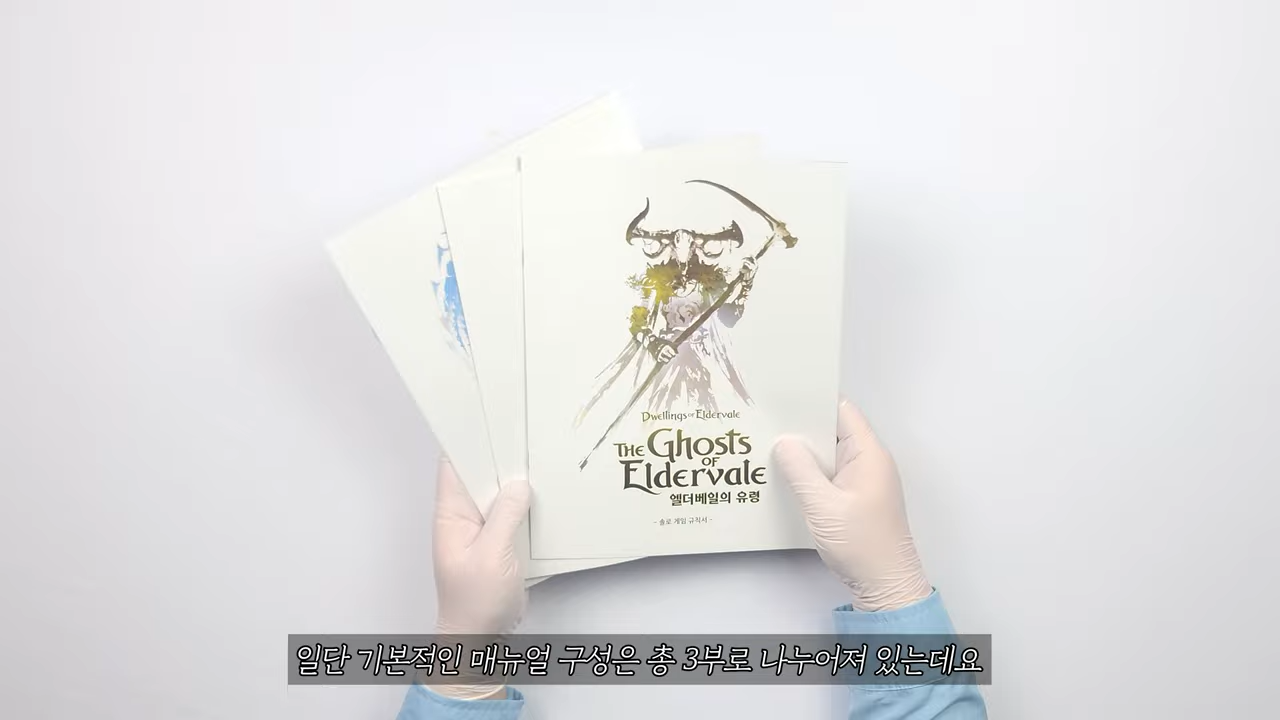 Dwellings of Eldervale
THE Ghosts
OF
Eldervale
엘더베일의 유령
- 솔로 게임 규칙서 -
일단 기본적인 매뉴얼 구성은 총 3부로 나누어져 있는데요